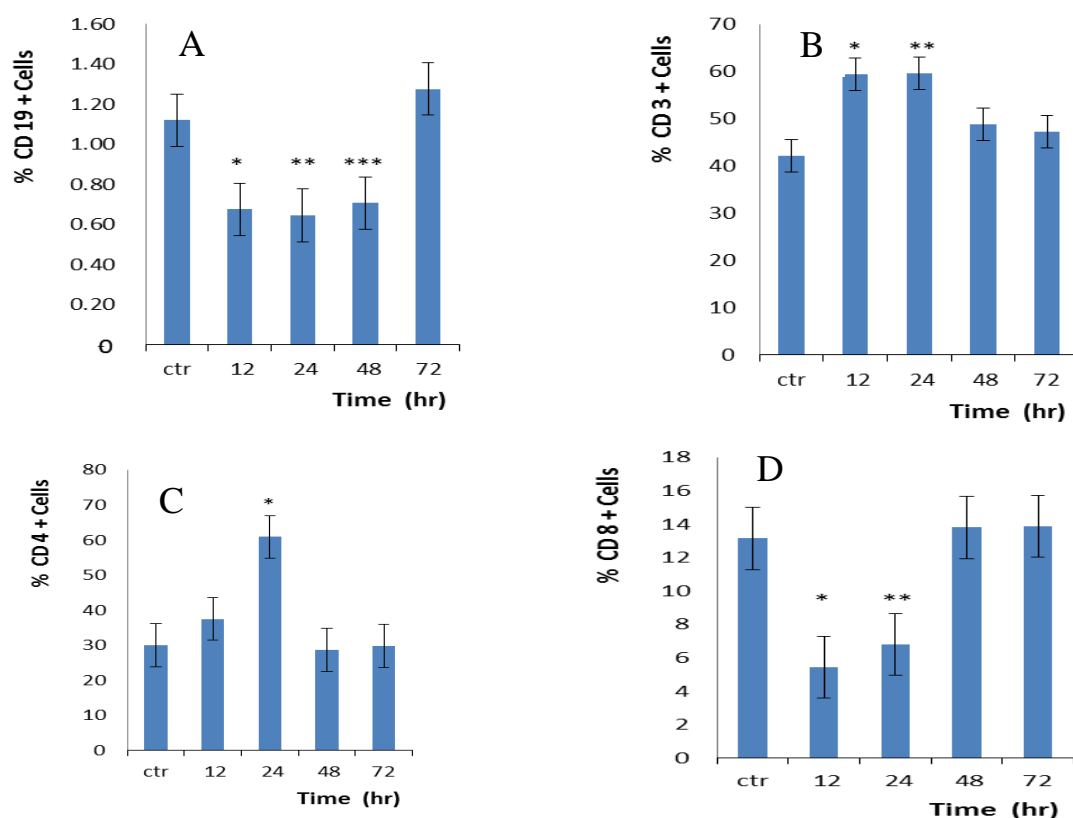 A
% CD 19 + Cells
1.60
1.40
1.20
1.00
0.80
0.60
0.40
0.20
0
* ** ***
ctr 12 24 48 72
Time (hr)
B
% CD 3 + Cells
70
60
50
40
30
20
10
0
* **
ctr 12 24 48 72
Time (hr)
C
% CD 4 + Cells
80
70
60
50
40
30
20
10
0
*
ctr 12 24 48 72
Time (hr)
D
% CD 8 + Cells
18
16
14
12
10
8
6
4
2
0
* **
ctr 12 24 48 72
Time (hr)